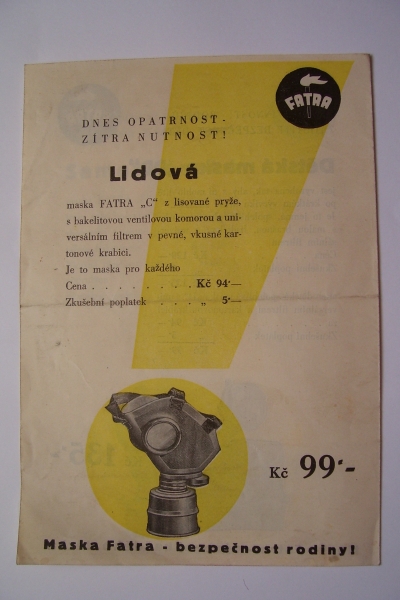 FATRA
DNES OPATRNOST-
ZÍTRA NUTNOST!
Lidová
maska FATRA „C" z lisované pryže,
s bakelitovou ventilovou komorou a uni-
versálním filtrem v pevné, vkusné kar-
tonové krabici.
Je to maska pro každého
Cena . . . . . . . . Kč 94·—
Zkušební poplatek . . . „ 5·—
Kč 99·-
Maska Fatra - bezpečnost rodiny!